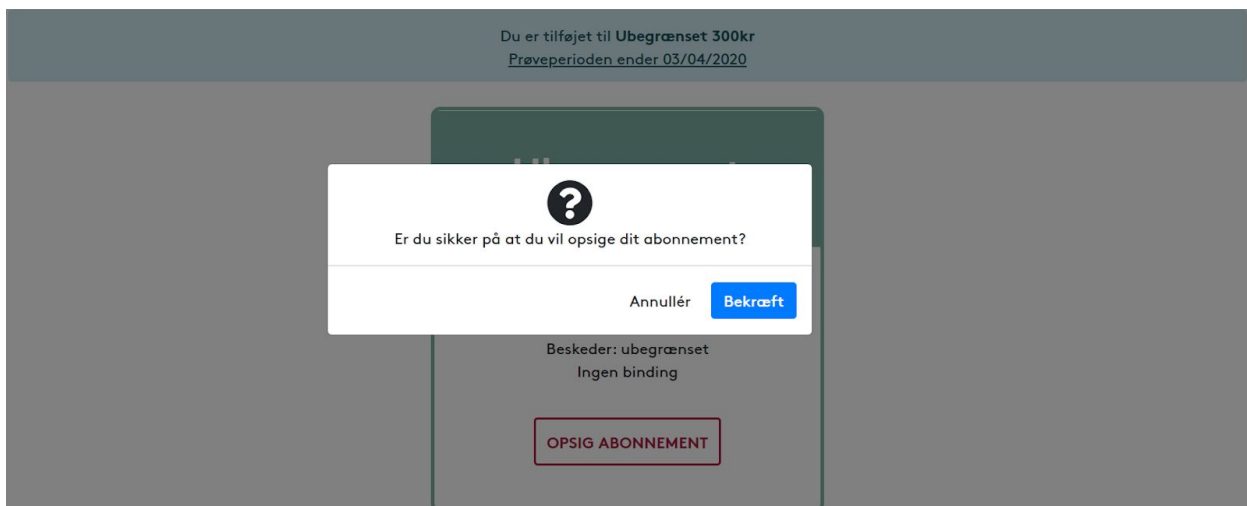 Du er tilføjet til Ubegrænset 300kr
Prøveperioden ender 03/04/2020
Er du sikker på at du vil opsige dit abonnement?
Annullér Bekræft
Beskeder: ubegrænset
Ingen binding
OPSIG ABONNEMENT